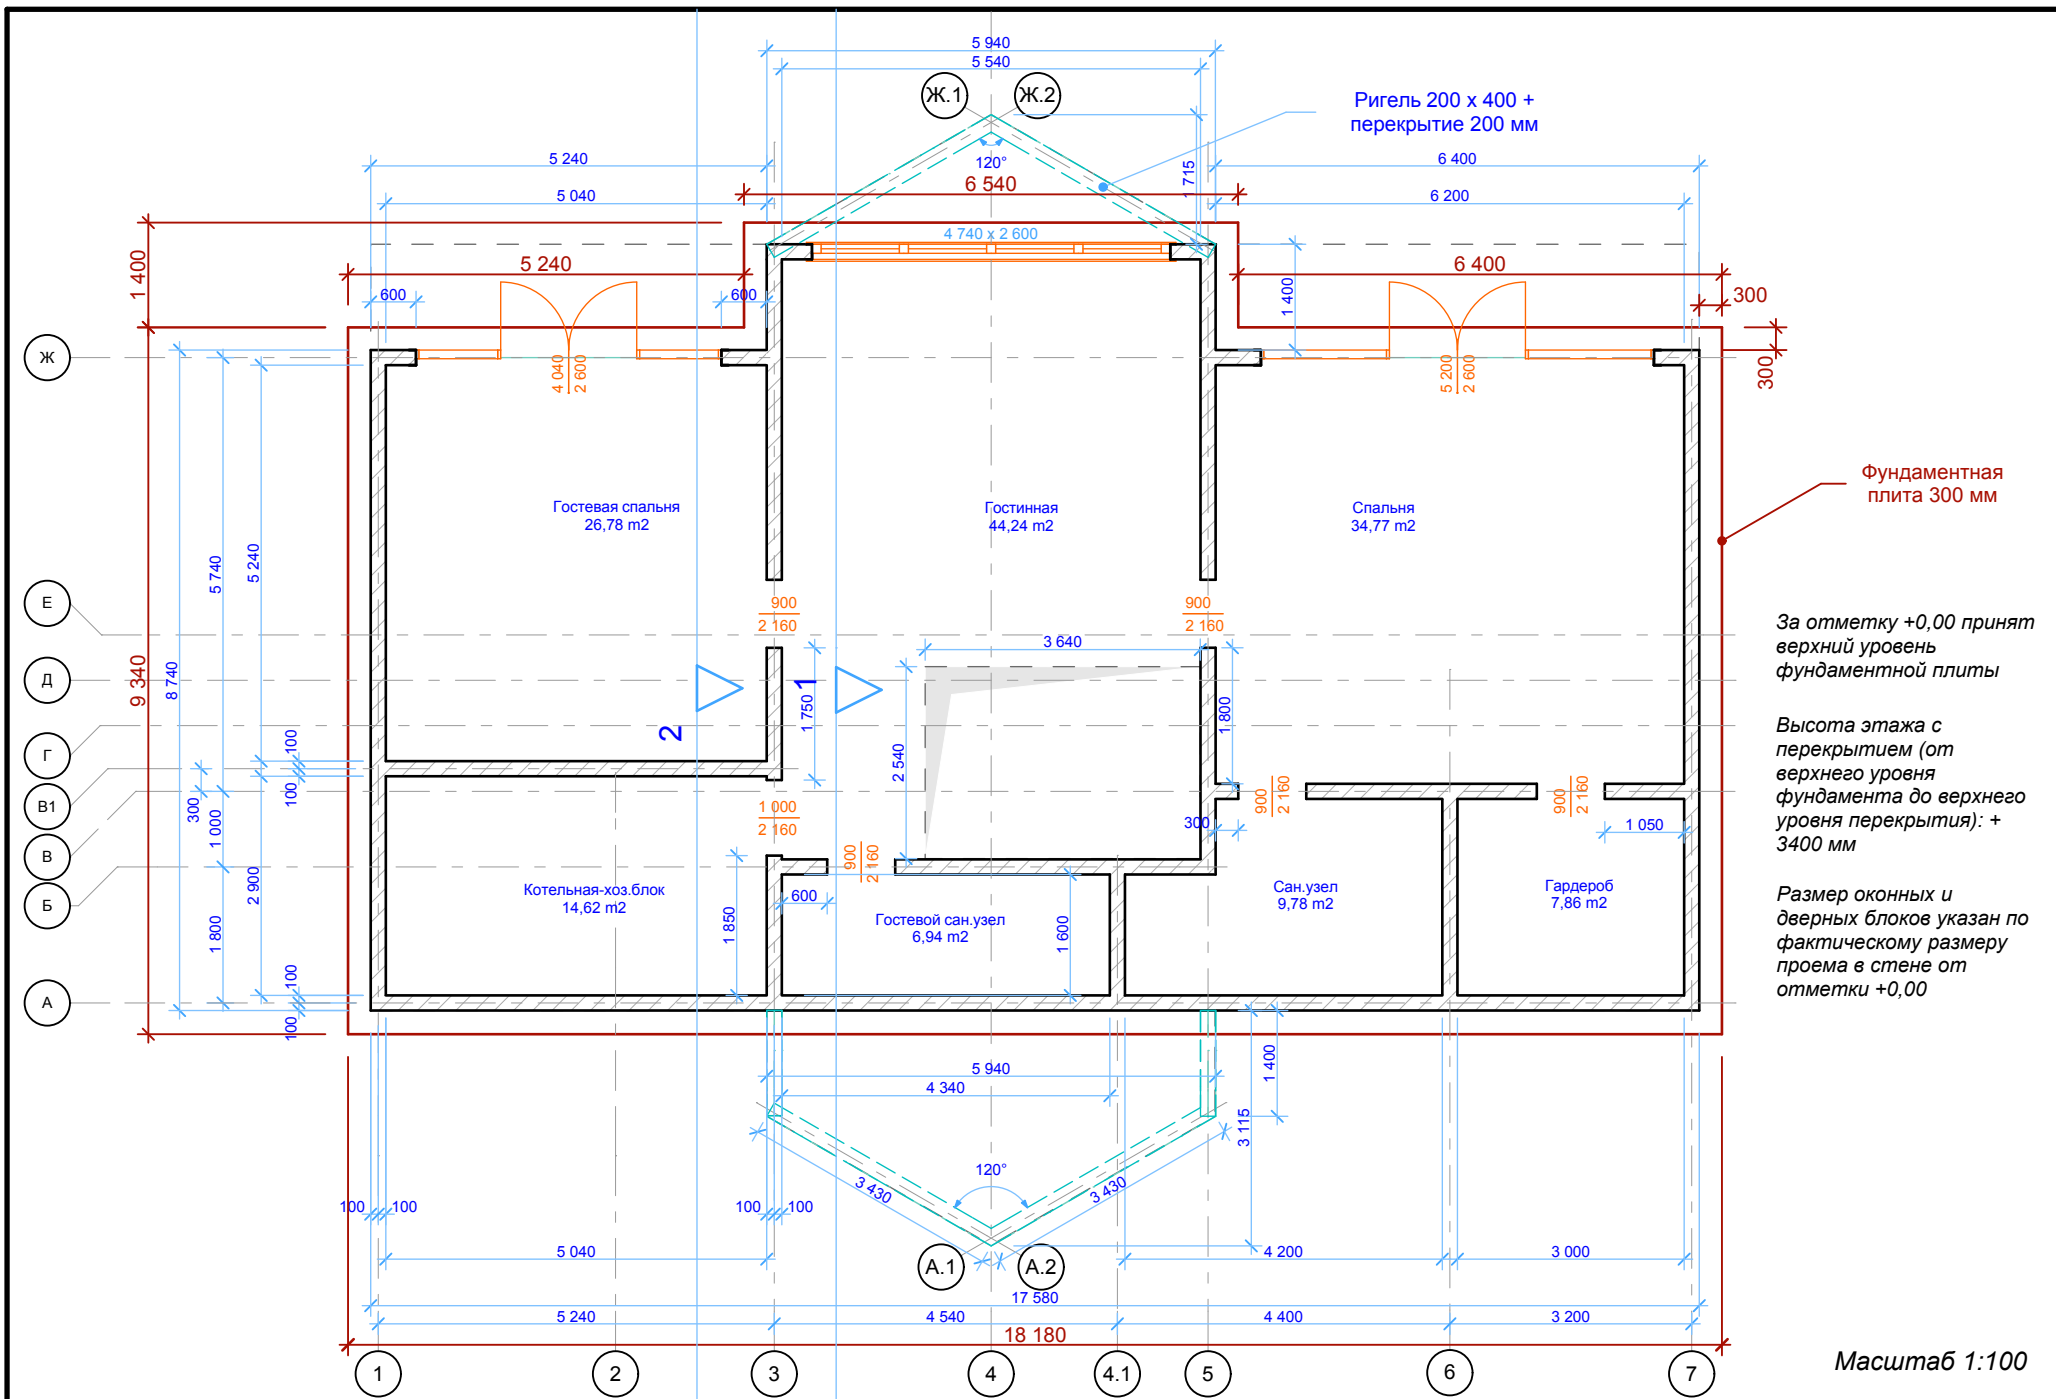 5 940
5 540
Ж.1
Ж.2
Ригель 200 x 400 +
перекрытие 200 мм
5 240
120°
6 400
1 715
6 540
5 040
6 200
4 740 x 2 600
1 400
5 240
6 400
600
600
1 400
300
Ж
4 040
2 600
5 200
2 600
300
Фундаментная
плита 300 мм
Гостевая спальня
26,78 m2
Гостинная
44,24 m2
Спальня
34,77 m2
5 740
5 240
Е
900
2 160
900
2 160
За отметку +0,00 принят
верхний уровень
фундаментной плиты
3 640
9 340
8 740
Д
1
1 750
1 800
2
2 540
Высота этажа с
перекрытием (от
верхнего уровня
фундамента до верхнего
уровня перекрытия): +
3400 мм
Г
100
100
В1
300
1 000
В
1 000
2 160
900
2 160
900
2 160
900
2 160
300
1 050
Б
2 900
Котельная-хоз.блок
14,62 m2
600
Гостевой сан.узел
6,94 m2
Сан.узел
9,78 m2
Гардероб
7,86 m2
Размер оконных и
дверных блоков указан по
фактическому размеру
проема в стене от
отметки +0,00
1 800
1 850
1 600
100
А
100
5 940
4 340
1 400
3 115
120°
3 430
3 430
100
100
100
100
5 040
А.1
А.2
4 200
3 000
17 580
5 240
4 540
4 400
3 200
18 180
1
2
3
4
4.1
5
6
7
Масштаб 1:100